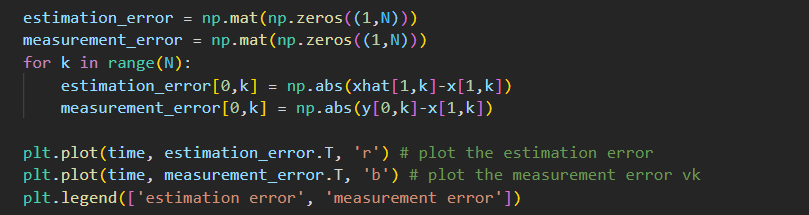 estimation_error = np.mat(np.zeros((1,N)))
measurement_error = np.mat(np.zeros((1,N)))
for k in range(N):
    estimation_error[0,k] = np.abs(xhat[1,k]-x[1,k])
    measurement_error[0,k] = np.abs(y[0,k]-x[1,k])

plt.plot(time, estimation_error.T, 'r') # plot the estimation error
plt.plot(time, measurement_error.T, 'b') # plot the measurement error vk
plt.legend(['estimation error', 'measurement error'])